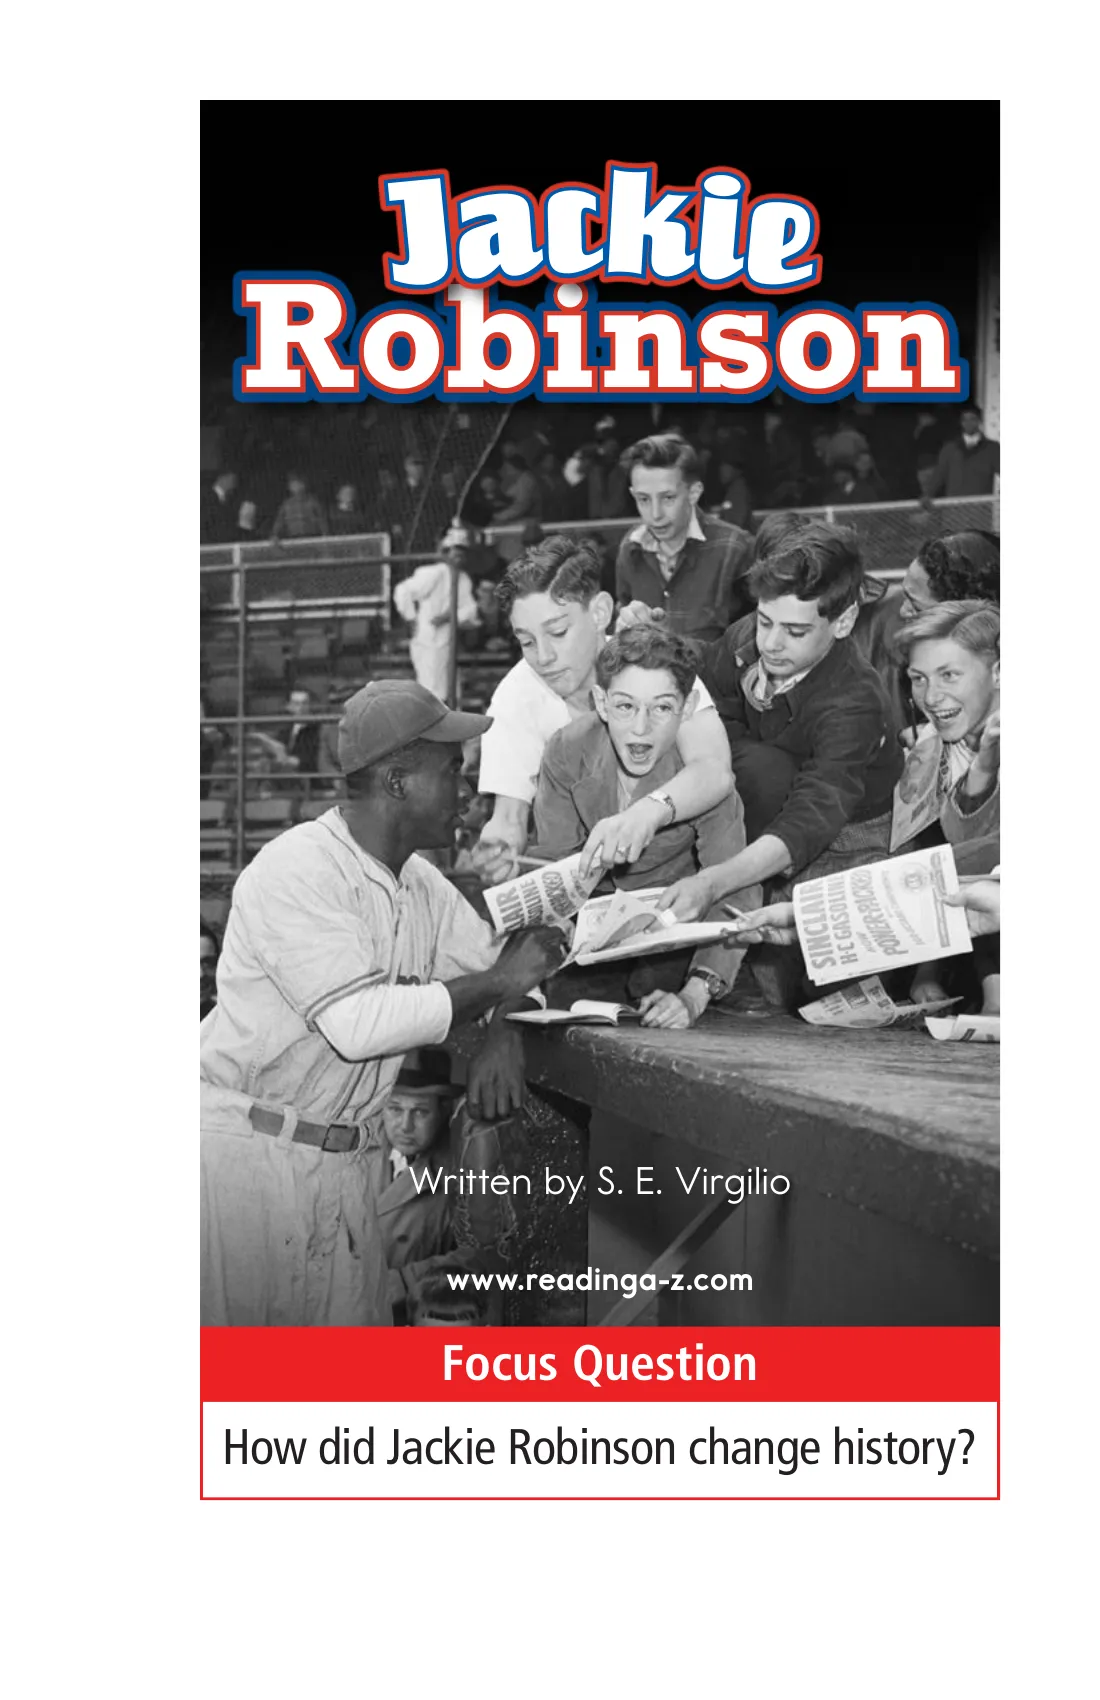 Jackie
Robinson
SINCLAIR
H-C GASOLINE
NOW
POWER-PACKED
Written by S. E. Virgilio
www.readinga-z.com
Focus Question
How did Jackie Robinson change history?